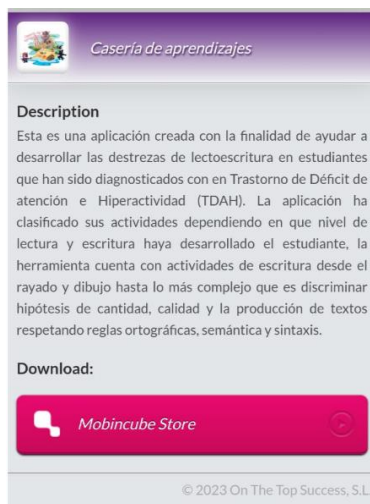 Casería de aprendizajes
Description
Esta es una aplicación creada con la finalidad de ayudar a
desarrollar las destrezas de lectoescritura en estudiantes
que han sido diagnosticados con en Trastorno de Déficit de
atención e Hiperactividad (TDAH). La aplicación ha
clasificado sus actividades dependiendo en que nivel de
lectura y escritura haya desarrollado el estudiante, la
herramienta cuenta con actividades de escritura desde el
rayado y dibujo hasta lo más complejo que es discriminar
hipótesis de cantidad, calidad y la producción de textos
respetando reglas ortográficas, semántica y sintaxis.
Download:
Mobincube Store
© 2023 On The Top Success, S.L